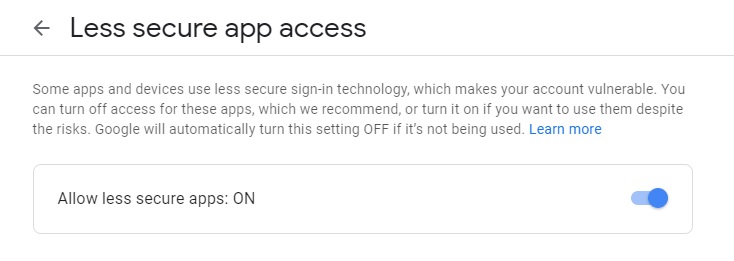 Less secure app access
Some apps and devices use less secure sign-in technology, which makes your account vulnerable. You
can turn off access for these apps, which we recommend, or turn it on if you want to use them despite
the risks. Google will automatically turn this setting OFF if it's not being used. Learn more
Allow less secure apps: ON